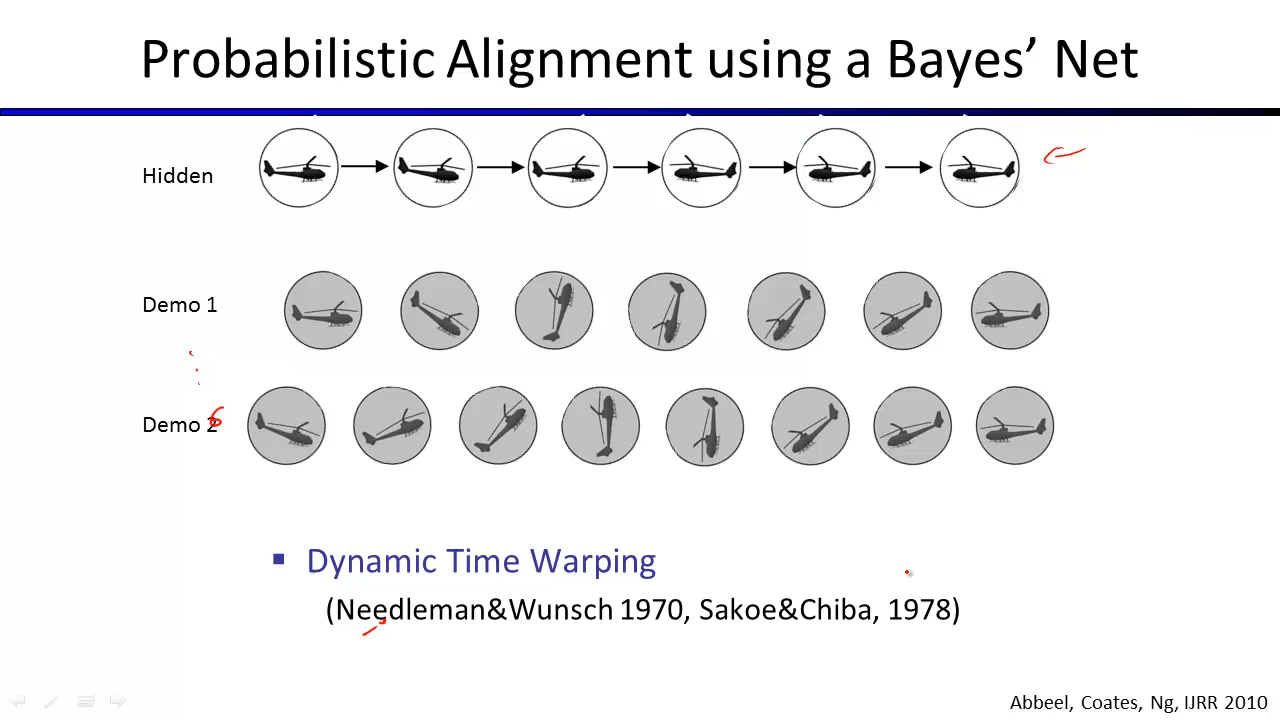 Probabilistic Alignment using a Bayes’ Net
Hidden
Demo 1
Demo 2
▪ Dynamic Time Warping
(Needleman&Wunsch 1970, Sakoe&Chiba, 1978)
Abbeel, Coates, Ng, IJRR 2010